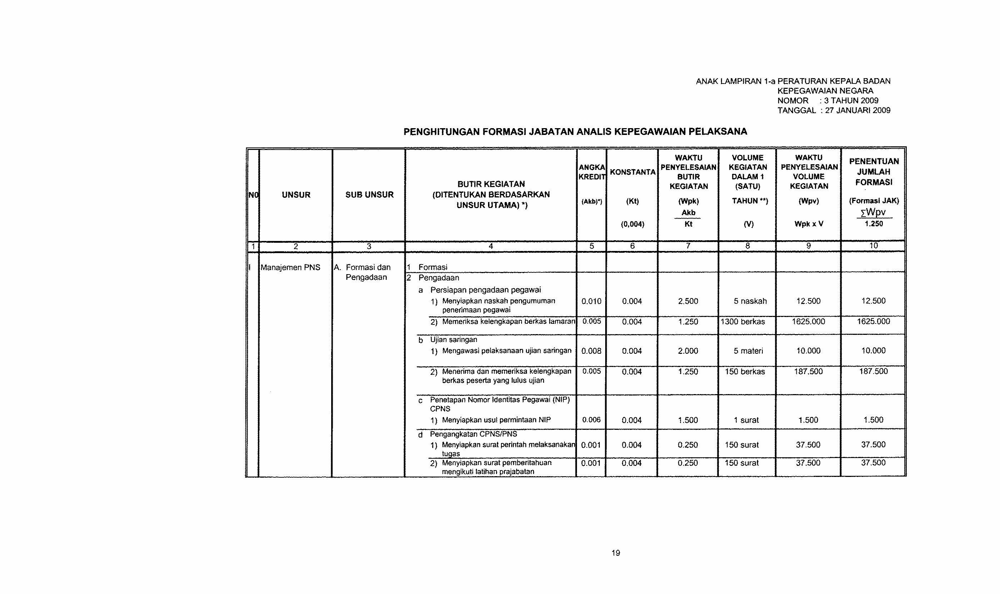 ANAK LAMPIRAN 1-a PERATURAN KEPALA BADAN
KEPEGAWAIAN NEGARA
NOMOR : 3 TAHUN 2009
TANGGAL : 27 JANUARI 2009
PENGHITUNGAN FORMASI JABATAN ANALIS KEPEGAWAIAN PELAKSANA
NO
UNSUR
SUB UNSUR
BUTIR KEGIATAN
(DITENTUKAN BERDASARKAN
UNSUR UTAMA) *)
ANGKA
KREDIT
(Akb)*)
KONSTANTA
(Kt)
(0,004)
WAKTU
PENYELESAIAN
BUTIR
KEGIATAN
(Wpk)
Akb
Kt
VOLUME
KEGIATAN
DALAM 1
(SATU)
TAHUN **)
(V)
WAKTU
PENYELESAIAN
VOLUME
KEGIATAN
(Wpv)
Wpk x V
PENENTUAN
JUMLAH
FORMASI
(Formasi JAK)
∑Wpv
1.250
1 2 3 4 5 6 7 8 9 10
I Manajemen PNS A. Formasi dan 1 Formasi
Pengadaan 2 Pengadaan
a Persiapan pengadaan pegawai
1) Menyiapkan naskah pengumuman 0.010 0.004 2.500 5 naskah 12.500 12.500
penerimaan pegawai
2) Memeriksa kelengkapan berkas lamaran 0.005 0.004 1.250 1300 berkas 1625.000 1625.000
b Ujian saringan
1) Mengawasi pelaksanaan ujian saringan 0.008 0.004 2.000 5 materi 10.000 10.000
2) Menerima dan memeriksa kelengkapan 0.005 0.004 1.250 150 berkas 187.500 187.500
berkas peserta yang lulus ujian
c Penetapan Nomor Identitas Pegawai (NIP)
CPNS
1) Menyiapkan usul permintaan NIP 0.006 0.004 1.500 1 surat 1.500 1.500
d Pengangkatan CPNS/PNS
1) Menyiapkan surat perintah melaksanakan 0.001 0.004 0.250 150 surat 37.500 37.500
tugas
2) Menyiapkan surat pemberitahuan 0.001 0.004 0.250 150 surat 37.500 37.500
mengikuti latihan prajabatan
19